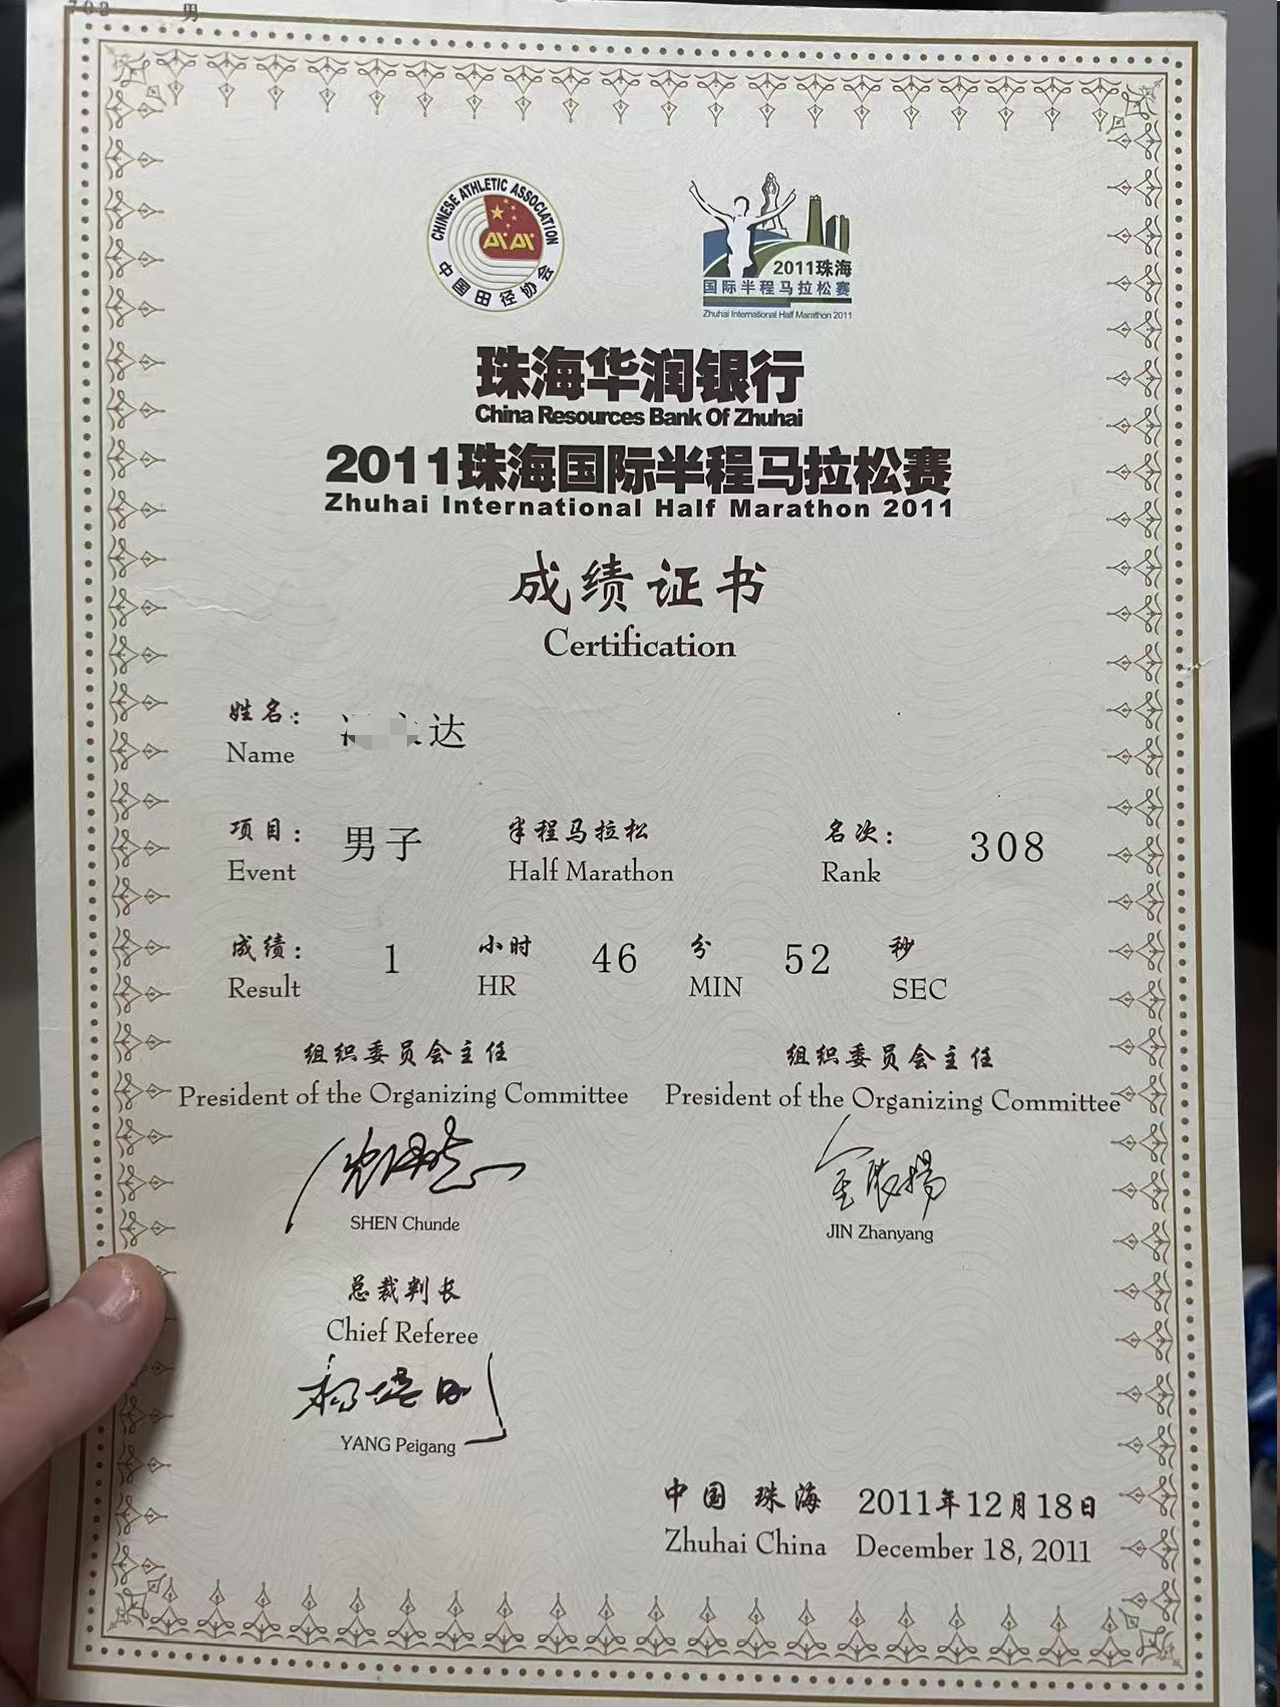 男
CHINESE ATHLETIC ASSOCIATION
中国田径协会
2011珠海
国际半程马拉松赛
Zhuhai International Half Marathon 2011
珠海华润银行
China Resources Bank Of Zhuhai
2011珠海国际半程马拉松赛
Zhuhai International Half Marathon 2011
成绩证书
Certification
姓名： 达
Name
项目： 男子 半程马拉松 名次： 308
Event Half Marathon Rank
成绩： 1 小时 46 分 52 秒
Result HR MIN SEC
组织委员会主任 组织委员会主任
President of the Organizing Committee President of the Organizing Committee
SHEN Chunde JIN Zhanyang
总裁判长
Chief Referee
YANG Peigang
中国 珠海 2011年12月18日
Zhuhai China December 18, 2011